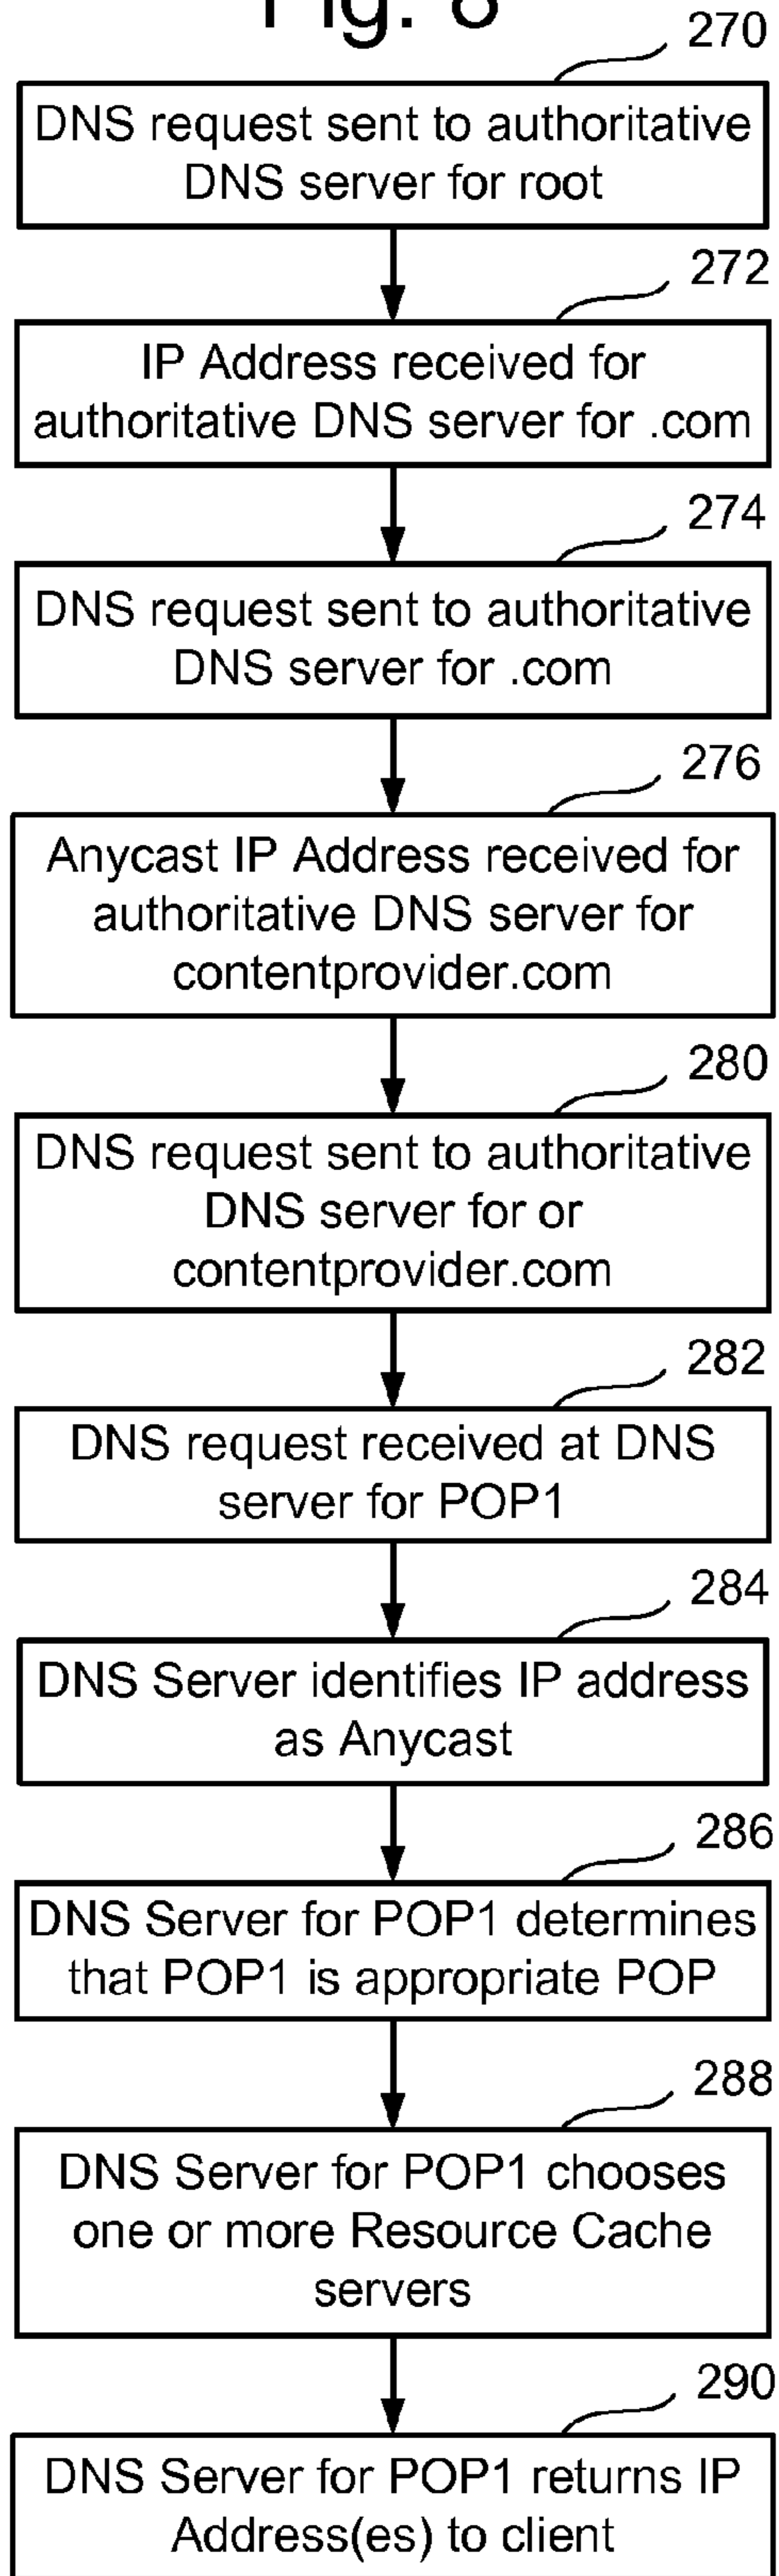 Fig. 8
270
DNS request sent to authoritative
DNS server for root
272
IP Address received for
authoritative DNS server for .com
274
DNS request sent to authoritative
DNS server for .com
276
Anycast IP Address received for
authoritative DNS server for
contentprovider.com
280
DNS request sent to authoritative
DNS server for or
contentprovider.com
282
DNS request received at DNS
server for POP1
284
DNS Server identifies IP address
as Anycast
286
DNS Server for POP1 determines
that POP1 is appropriate POP
288
DNS Server for POP1 chooses
one or more Resource Cache
servers
290
DNS Server for POP1 returns IP
Address(es) to client